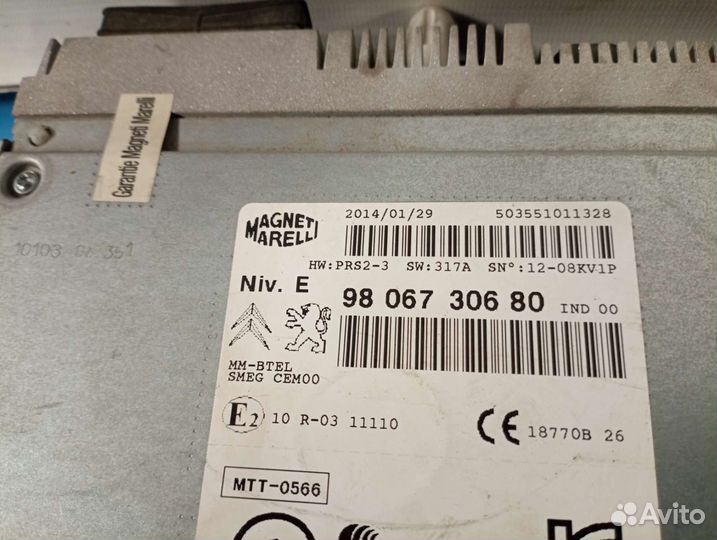 Garantie Magneti Marelli
10103 351
MAGNETI
MARELLI
2014/01/29 503551011328
HW:PRS2-3 SW:317A SN°:12-08KV1P
Niv. E 98 067 306 80 IND 00
MM-BTEL
SMEG CEM00
E2 10 R-03 11110
CE 18770B 26
MTT-0566
Avito